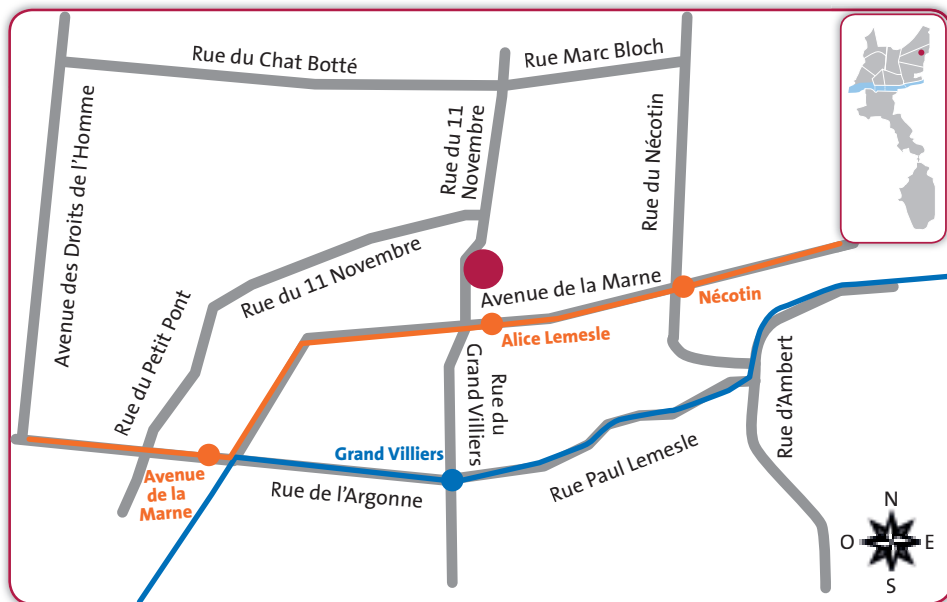 Rue du Chat Botté
Rue Marc Bloch
Avenue des Droits de l'Homme
Rue du 11
Novembre
Rue du Nécotin
Rue du 11 Novembre
Avenue de la Marne
Nécotin
Alice Lemesle
Rue du Petit Pont
Rue du
Grand Villiers
Rue d'Ambert
Grand Villiers
Avenue
de la
Marne
Rue de l'Argonne
Rue Paul Lemesle
N
O
E
S